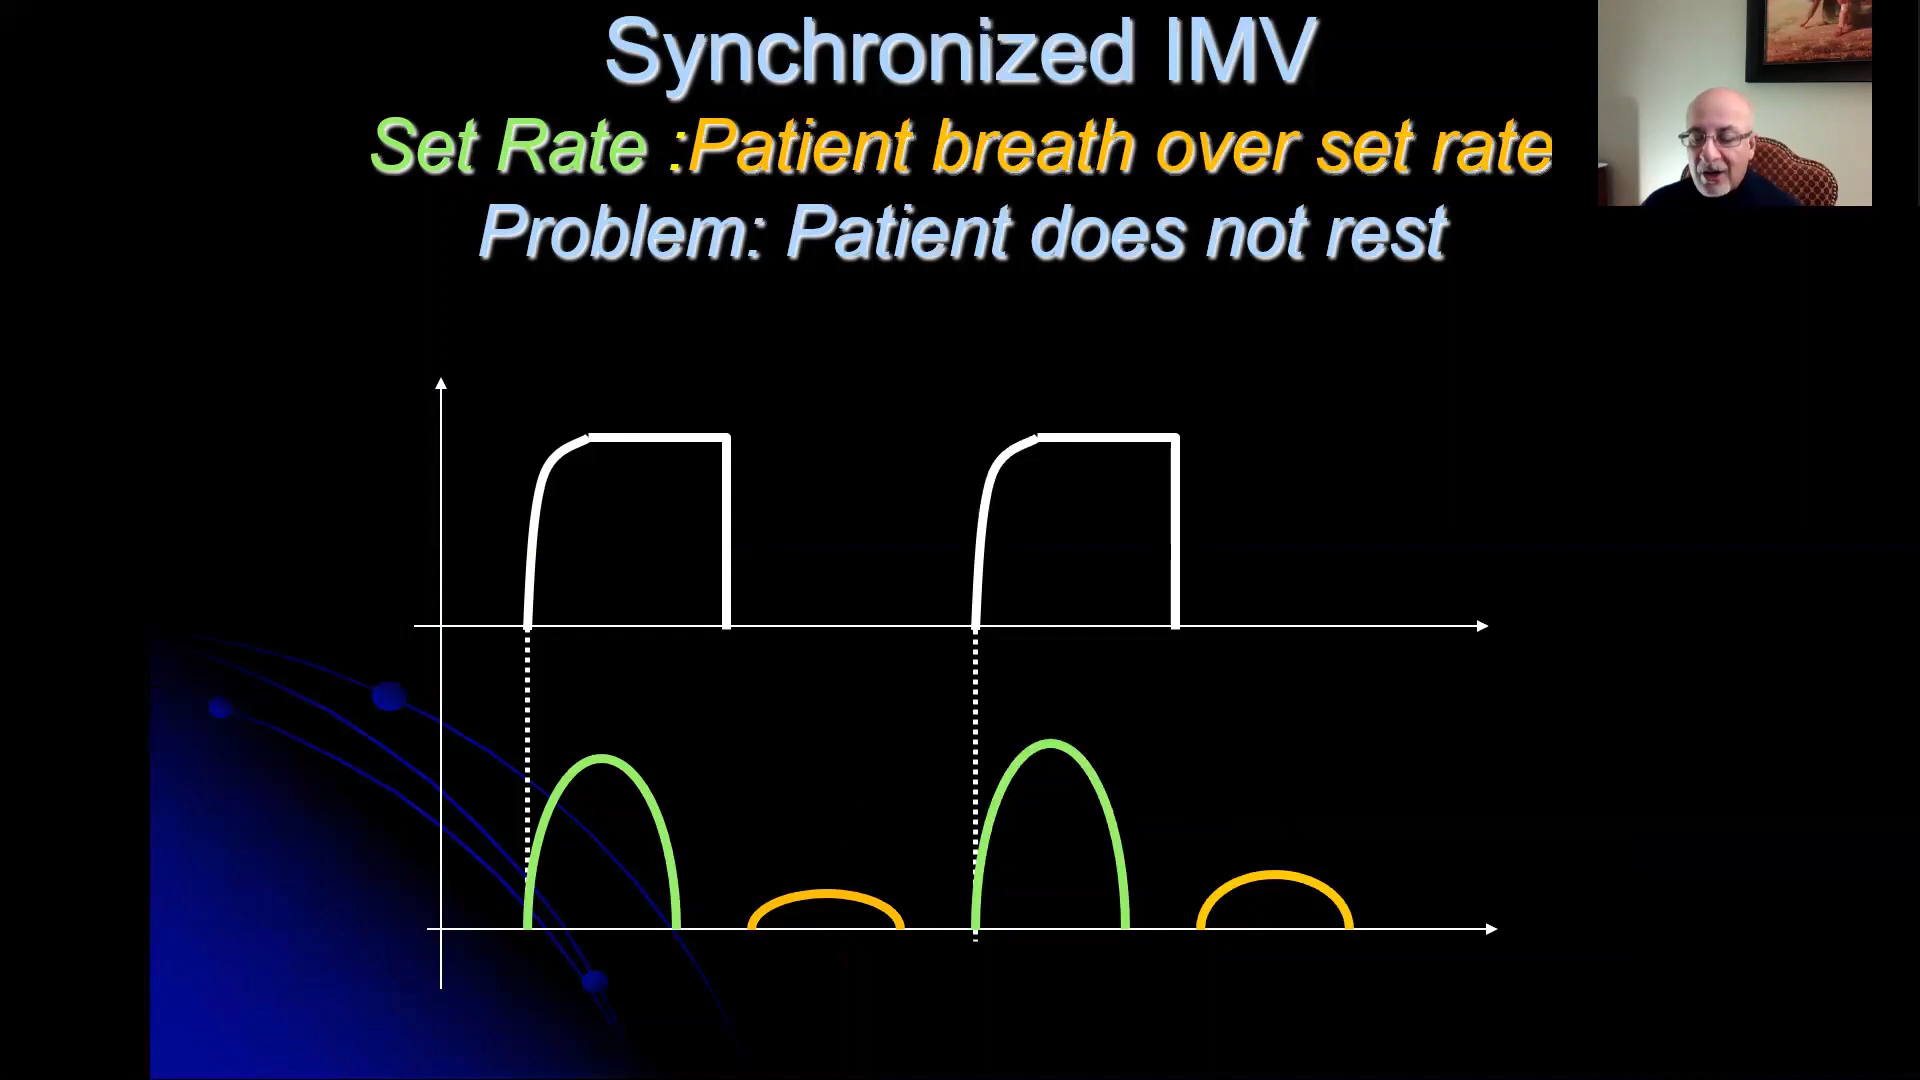 Synchronized IMV
Set Rate :Patient breath over set rate
Problem: Patient does not rest